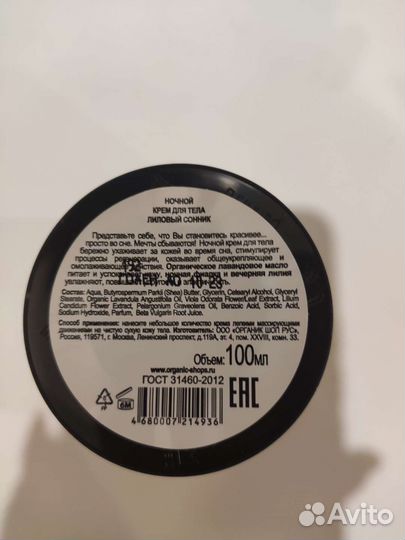 НОЧНОЙ
КРЕМ ДЛЯ ТЕЛА
ЛИЛОВЫЙ СОННИК
Представьте себе, что Вы становитесь красивее...
просто во сне. Мечты сбываются! Ночной крем для тела
бережно ухаживает за кожей во время сна, стимулирует
процессы регенерации, оказывает общеукрепляющее и
омолаживающее действия. Органическое лавандовое масло
питает и успокаивает кожу, ночная фиалка и вечерняя лилия
увлажняют,
Состав: Aqua, Butyrospermum Parkii (Shea) Butter, Glycerin, Cetearyl Alcohol, Glyceryl
Stearate, Organic Lavandula Angustifolia Oil, Viola Odorata Flower/Leaf Extract, Lilium
Candidum Flower Extract, Pelargonium Graveolens Oil, Benzoic Acid, Sorbic Acid,
Sodium Hydroxide, Parfum, Beta Vulgaris Root Juice.
Способ применения: нанесите небольшое количество крема легкими массирующими
движениями на чистую сухую кожу тела. Изготовитель: ООО «ОРГАНИК ШОП РУС»,
Россия, 119571, г. Москва, Ленинский проспект, д.119А, эт. 4, пом. XXVIII, комн. 33.
Объем: 100мл
www.organic-shops.ru
ГОСТ 31460-2012
6М
EAC
4 680007 214936
Avito